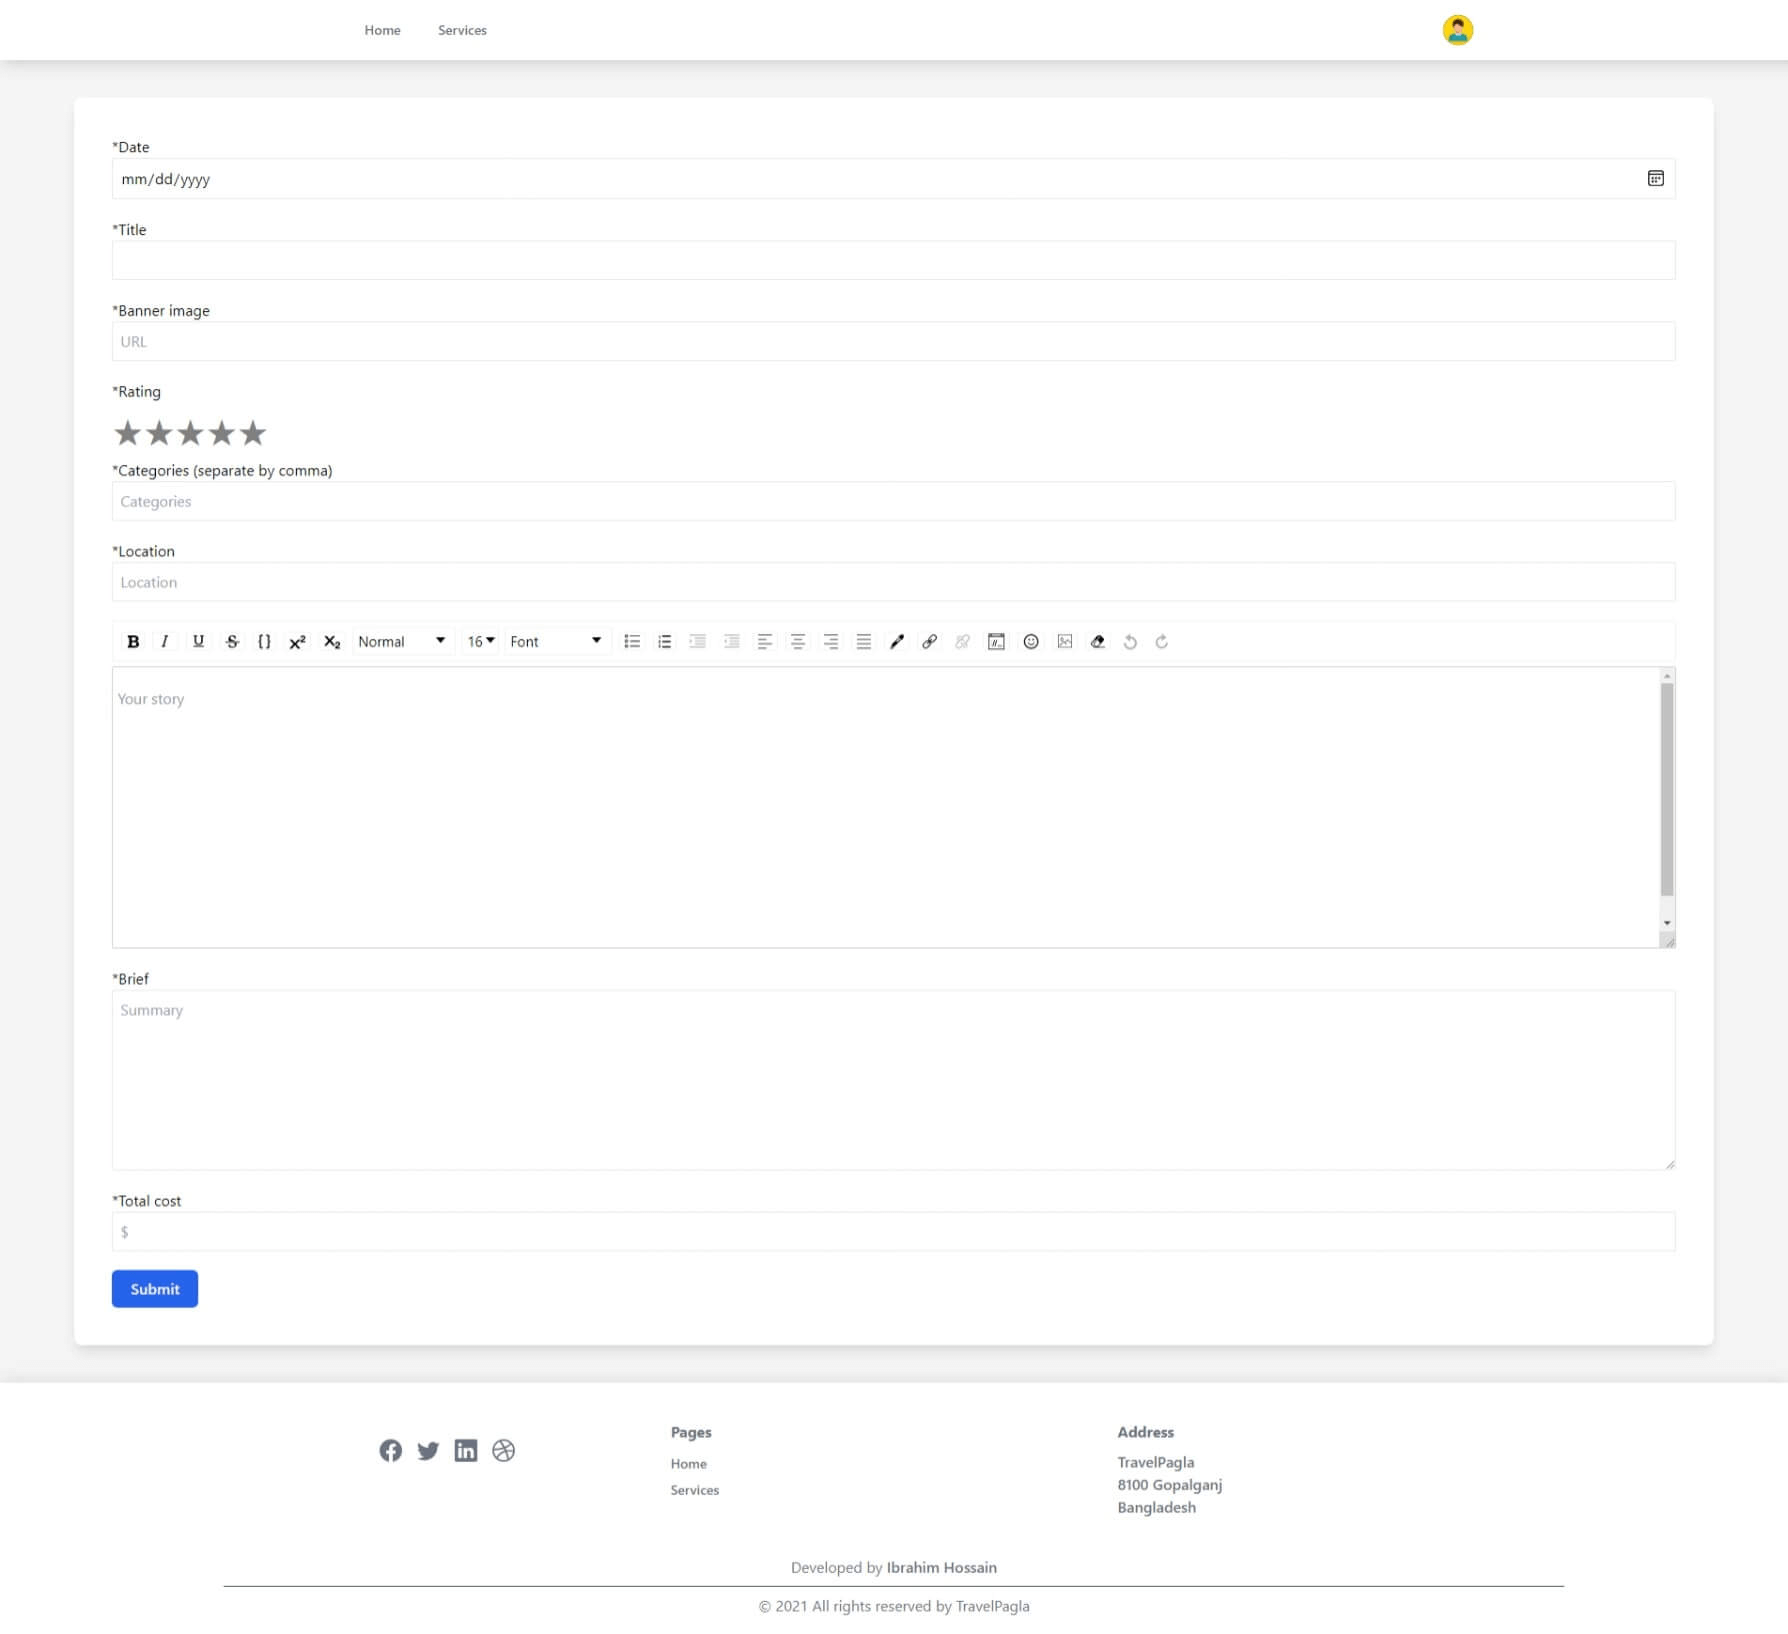 Home Services
*Date
mm/dd/yyyy
*Title
*Banner image
URL
*Rating
*Categories (separate by comma)
Categories
*Location
Location
B I U S {} x² x₂ Normal 16 Font
Your story
*Brief
Summary
*Total cost
$
Submit
Pages
Home
Services
Address
TravelPagla
8100 Gopalganj
Bangladesh
Developed by Ibrahim Hossain
© 2021 All rights reserved by TravelPagla